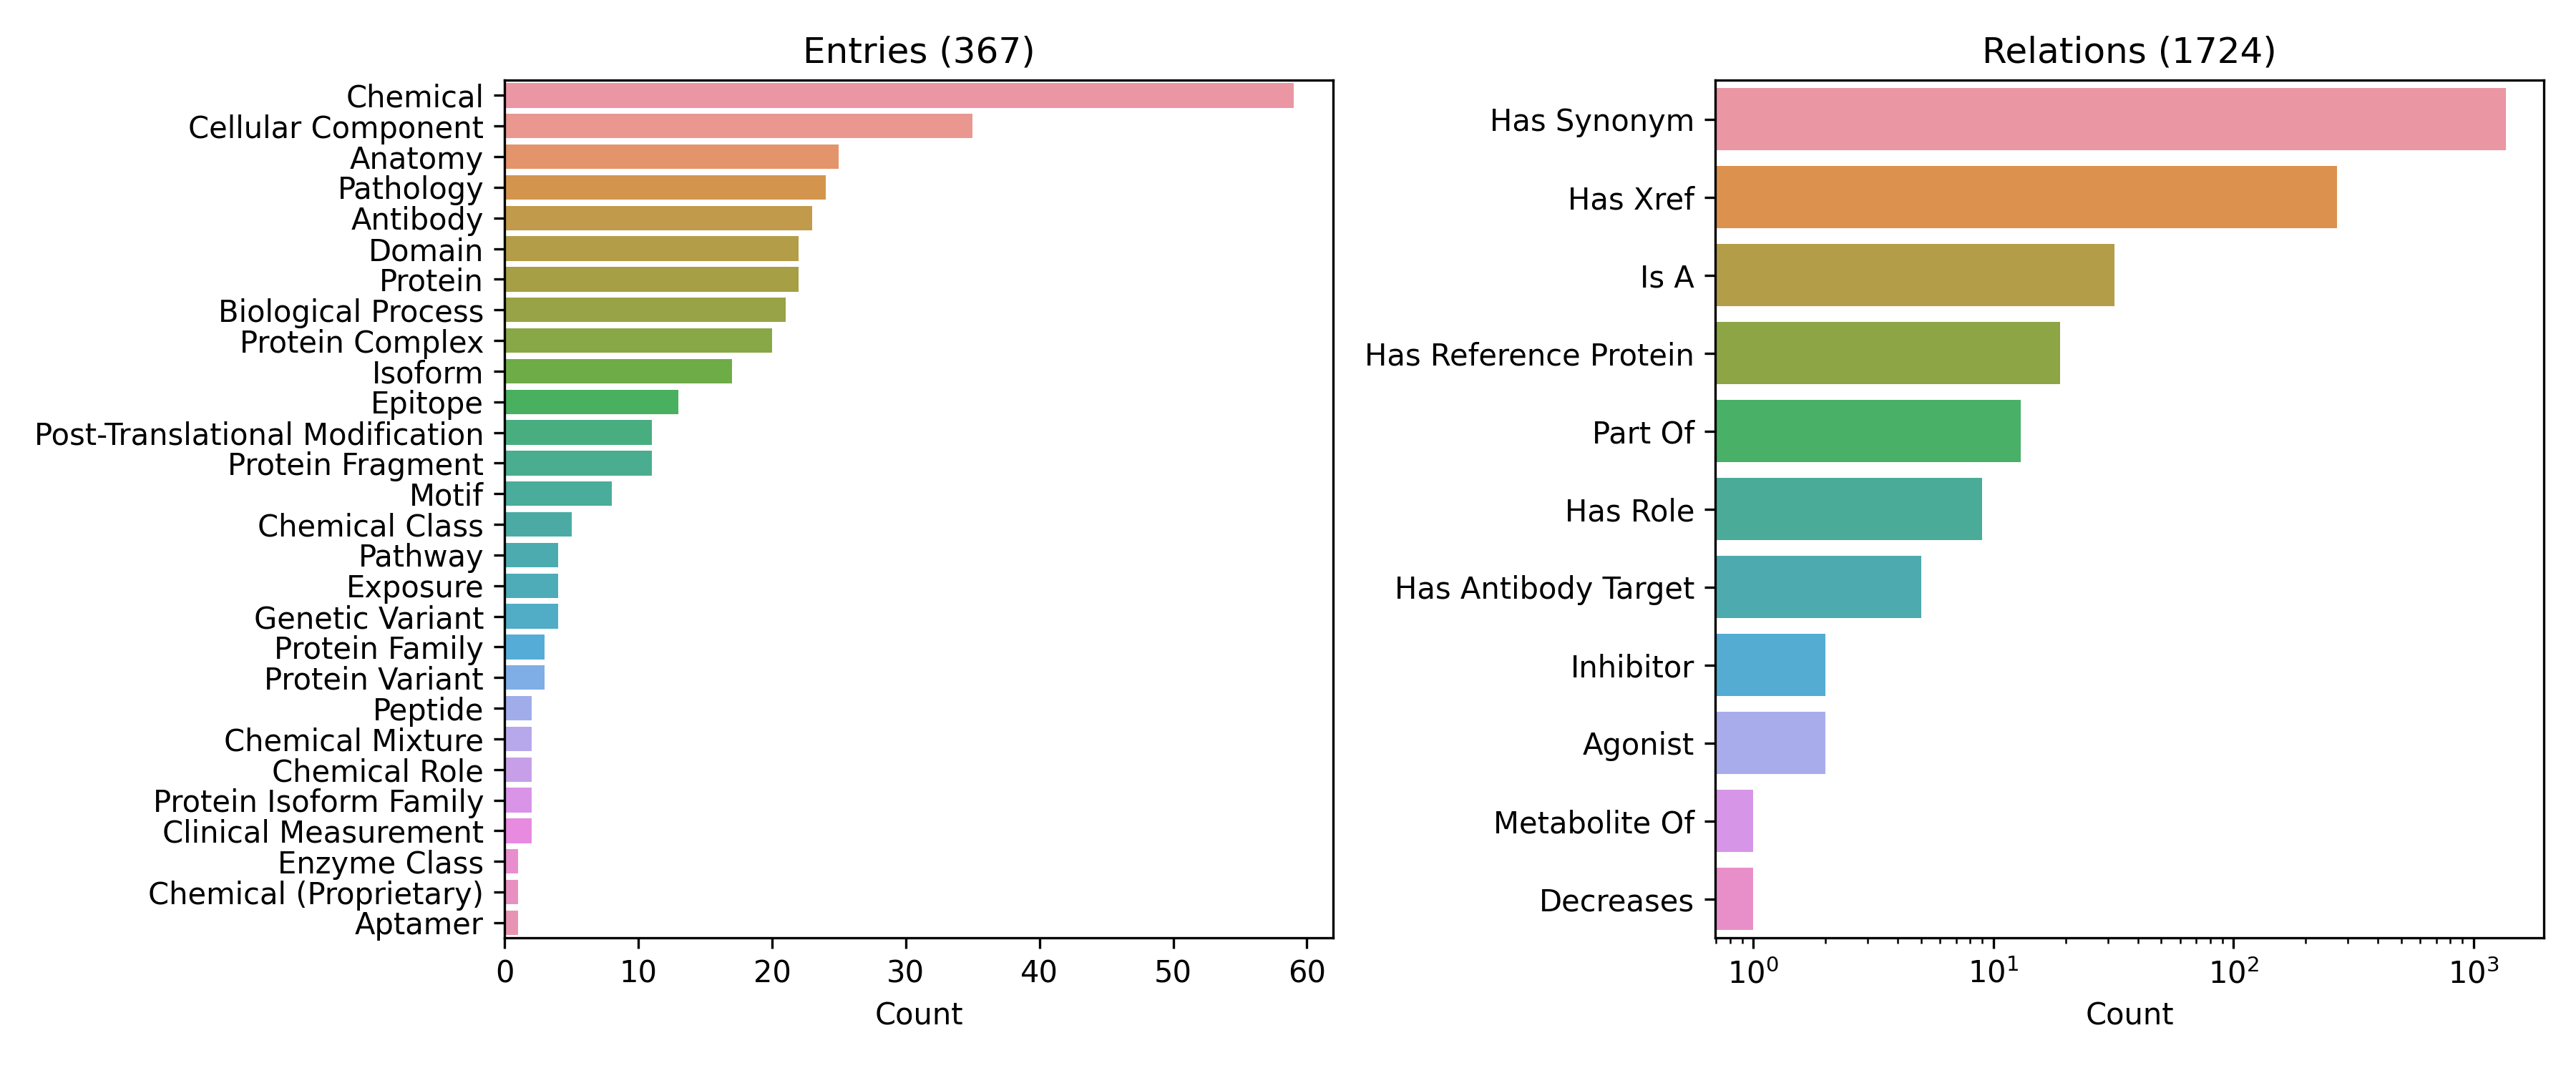 Entries (367)
Chemical
Cellular Component
Anatomy
Pathology
Antibody
Domain
Protein
Biological Process
Protein Complex
Isoform
Epitope
Post-Translational Modification
Protein Fragment
Motif
Chemical Class
Pathway
Exposure
Genetic Variant
Protein Family
Protein Variant
Peptide
Chemical Mixture
Chemical Role
Protein Isoform Family
Clinical Measurement
Enzyme Class
Chemical (Proprietary)
Aptamer
0 10 20 30 40 50 60
Count
Relations (1724)
Has Synonym
Has Xref
Is A
Has Reference Protein
Part Of
Has Role
Has Antibody Target
Inhibitor
Agonist
Metabolite Of
Decreases
10⁰ 10¹ 10² 10³
Count